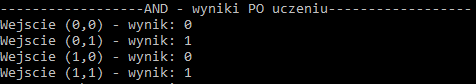 ------------------AND - wyniki PO uczeniu------------------
Wejscie (0,0) - wynik: 0
Wejscie (0,1) - wynik: 1
Wejscie (1,0) - wynik: 0
Wejscie (1,1) - wynik: 1